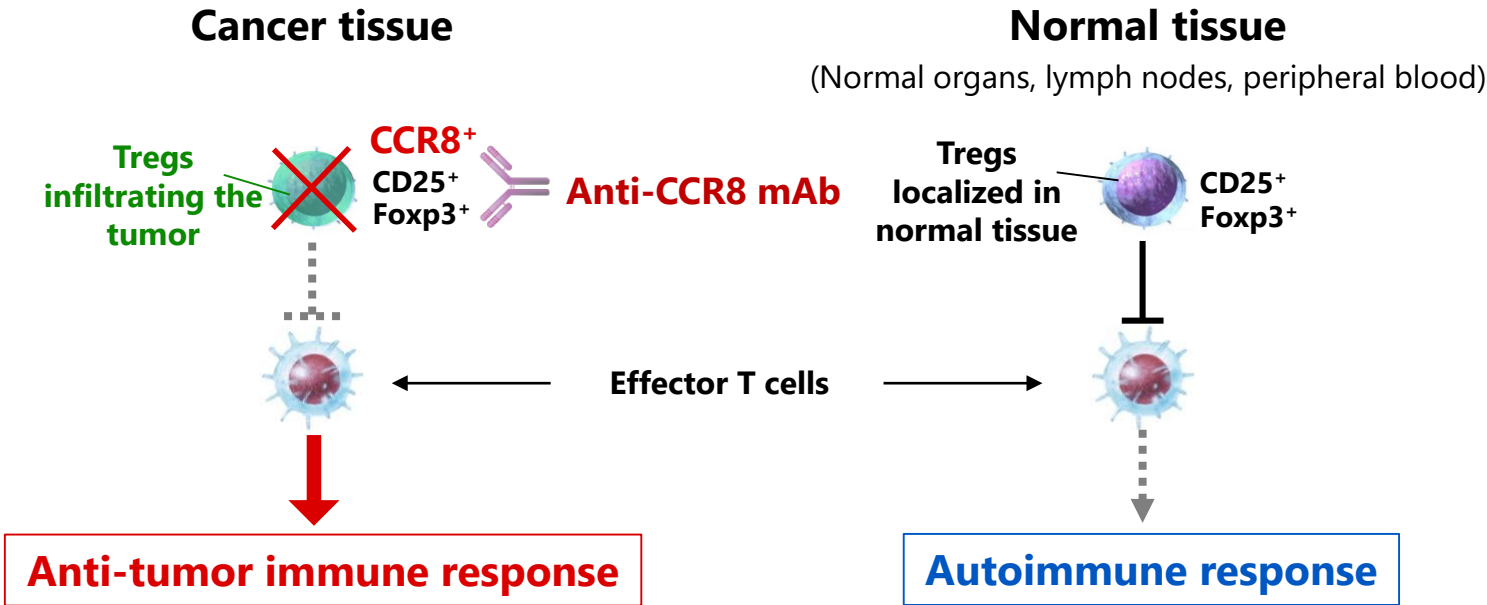 Cancer tissue
Normal tissue
(Normal organs, lymph nodes, peripheral blood)
Tregs
infiltrating the
tumor
CCR8⁺
CD25⁺
Foxp3⁺
Anti-CCR8 mAb
Tregs
localized in
normal tissue
CD25⁺
Foxp3⁺
Effector T cells
Anti-tumor immune response
Autoimmune response